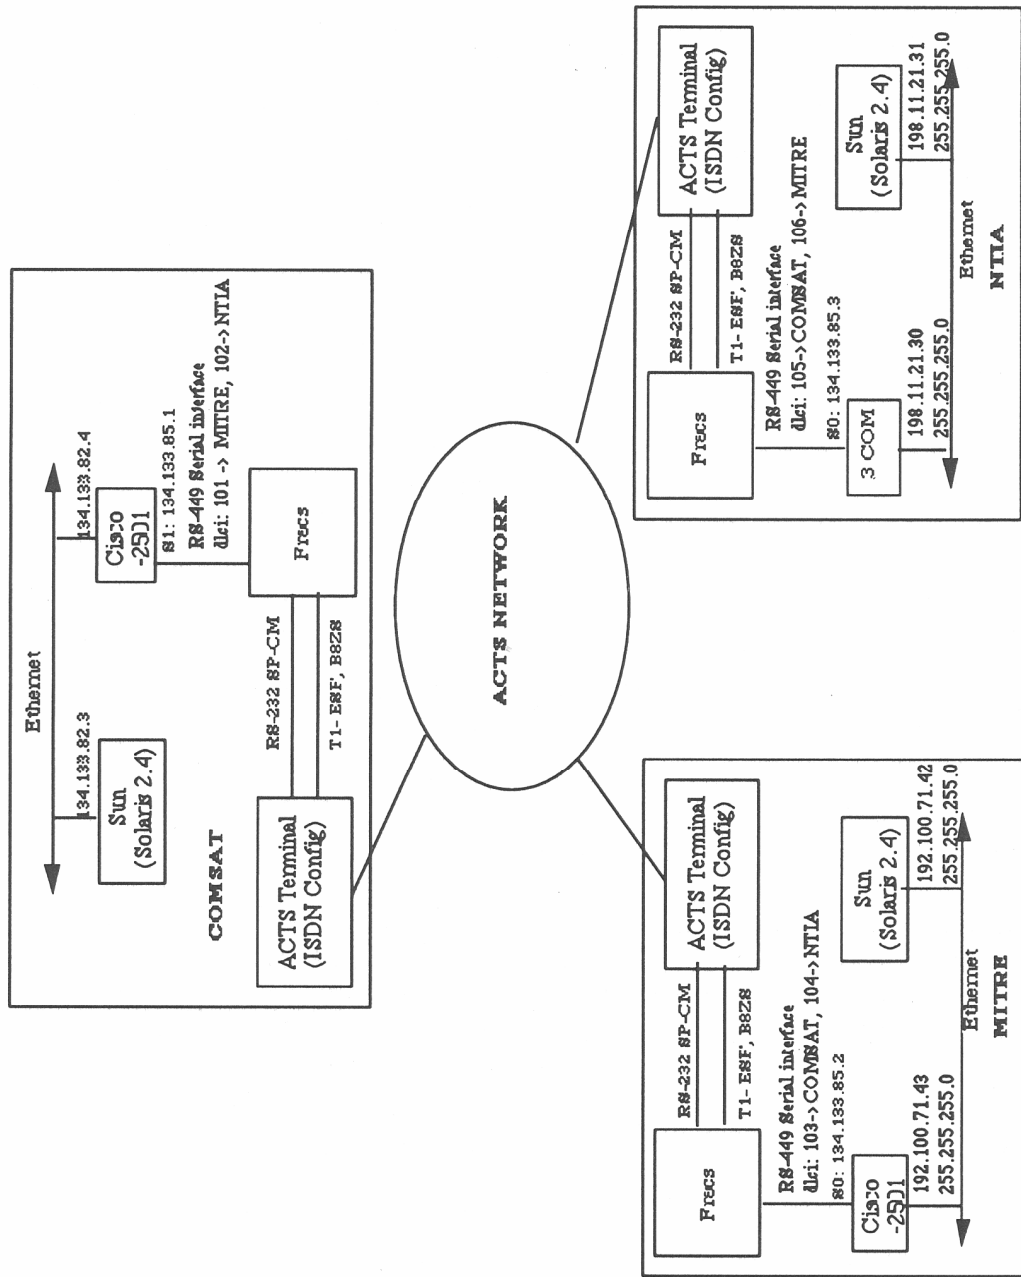 Ethernet
134.133.82.3
134.133.82.4
Sun
(Solaris 2.4)
Cisco
-2501
S1: 134.133.85.1
RS-449 Serial interface
dlci: 101 -> MITRE, 102->NTIA
COMSAT
ACTS Terminal
(ISDN Config)
RS-232 SP-CM
T1- ESF, B8ZS
Fracs
ACTS NETWORK
Fracs
RS-232 SP-CM
T1- ESF, B8ZS
ACTS Terminal
(ISDN Config)
RS-449 Serial interface
dlci: 103->COMSAT, 104->NTIA
S0: 134.133.85.2
Cisco
-2501
Sun
(Solaris 2.4)
192.100.71.43
255.255.255.0
192.100.71.42
255.255.255.0
Ethernet
MITRE
Fracs
RS-232 SP-CM
T1- ESF, B8ZS
ACTS Terminal
(ISDN Config)
RS-449 Serial interface
dlci: 105->COMSAT, 106->MITRE
S0: 134.133.85.3
3 COM
Sun
(Solaris 2.4)
198.11.21.30
255.255.255.0
198.11.21.31
255.255.255.0
Ethernet
NTIA